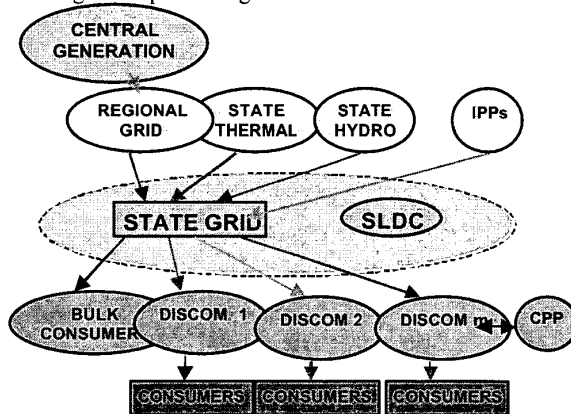 CENTRAL
GENERATION
REGIONAL
GRID
STATE
THERMAL
STATE
HYDRO
IPPs
STATE GRID
SLDC
BULK
CONSUMER
DISCOM 1
DISCOM 2
DISCOM m
CPP
CONSUMERS
CONSUMERS
CONSUMERS